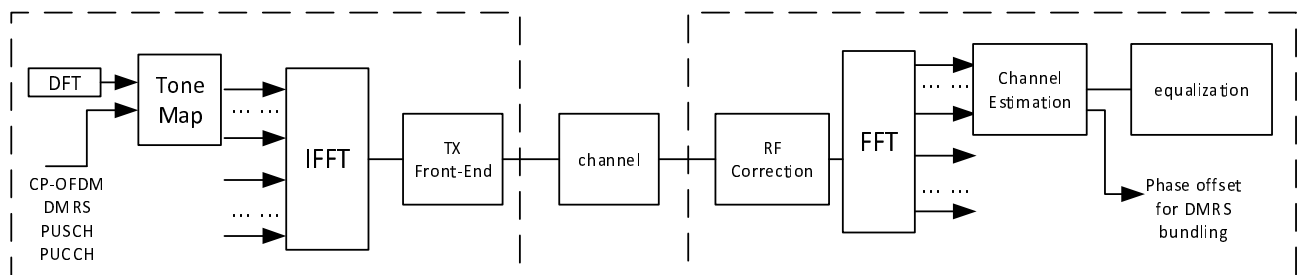 DFT
Tone
Map
... ...
... ...
CP-OFDM
DMRS
PUSCH
PUCCH
IFFT
TX
Front-End
channel
RF
Correction
FFT
... ...
... ...
Channel
Estimation
equalization
Phase offset
for DMRS
bundling